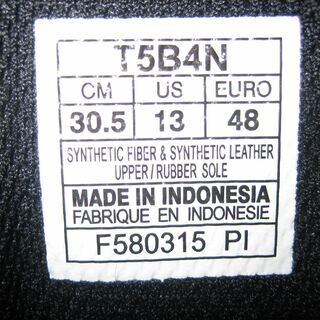 T5B4N
CM US EURO
30.5 13 48
SYNTHETIC FIBER & SYNTHETIC LEATHER
UPPER/RUBBER SOLE
MADE IN INDONESIA
FABRIQUE EN INDONESIE
F580315 PI